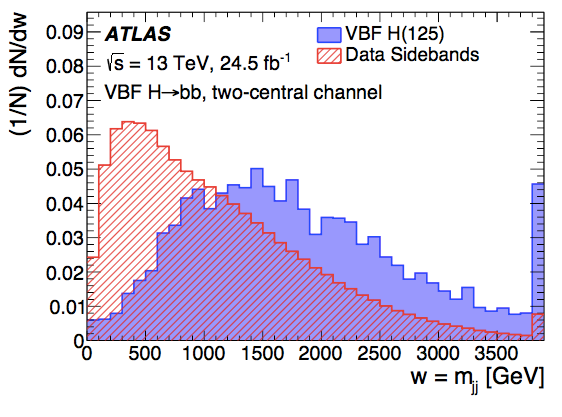 ATLAS
√s = 13 TeV, 24.5 fb⁻¹
VBF H→bb, two-central channel
VBF H(125)
Data Sidebands
(1/N) dN/dw
0.09
0.08
0.07
0.06
0.05
0.04
0.03
0.02
0.01
0
0 500 1000 1500 2000 2500 3000 3500
w = m_jj [GeV]